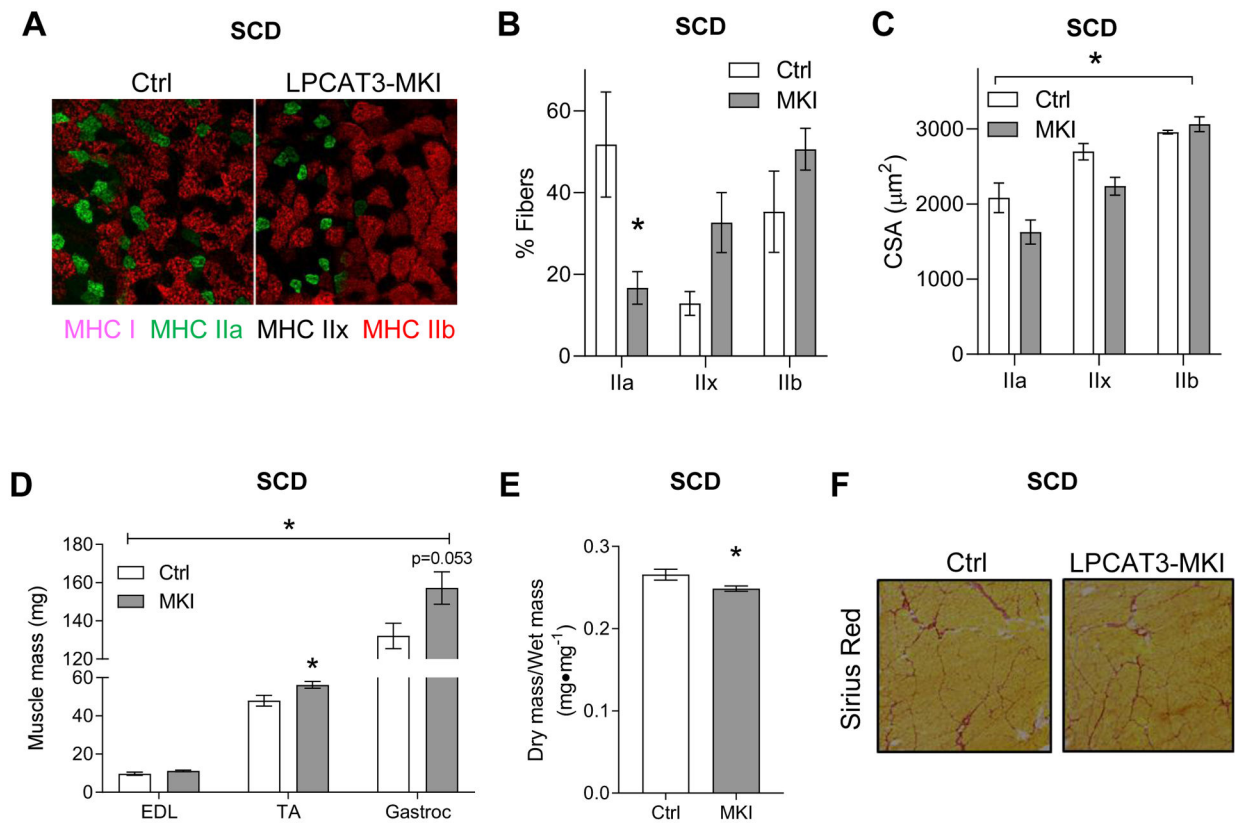 A
SCD
Ctrl
LPCAT3-MKI
MHC I MHC IIa MHC IIx MHC IIb
B
SCD
Ctrl
MKI
% Fibers
60
40
20
0
*
IIa
IIx
IIb
C
SCD
*
Ctrl
MKI
CSA (μm²)
3000
2000
1000
0
IIa
IIx
IIb
D
SCD
*
Ctrl
MKI
p=0.053
*
Muscle mass (mg)
180
160
140
120
60
40
20
0
EDL
TA
Gastroc
E
SCD
*
Dry mass/Wet mass
(mg●mg⁻¹)
0.3
0.2
0.1
0.0
Ctrl
MKI
F
SCD
Ctrl
LPCAT3-MKI
Sirius Red